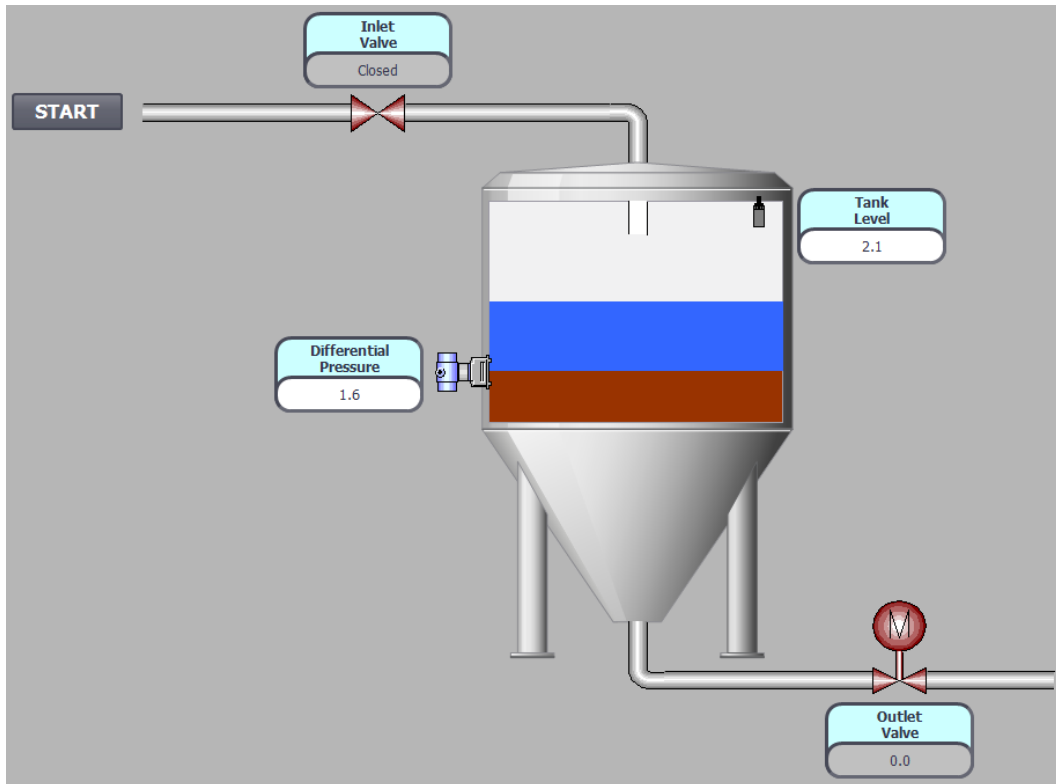 Inlet
Valve
Closed
START
Tank
Level
2.1
Differential
Pressure
1.6
M
Outlet
Valve
0.0